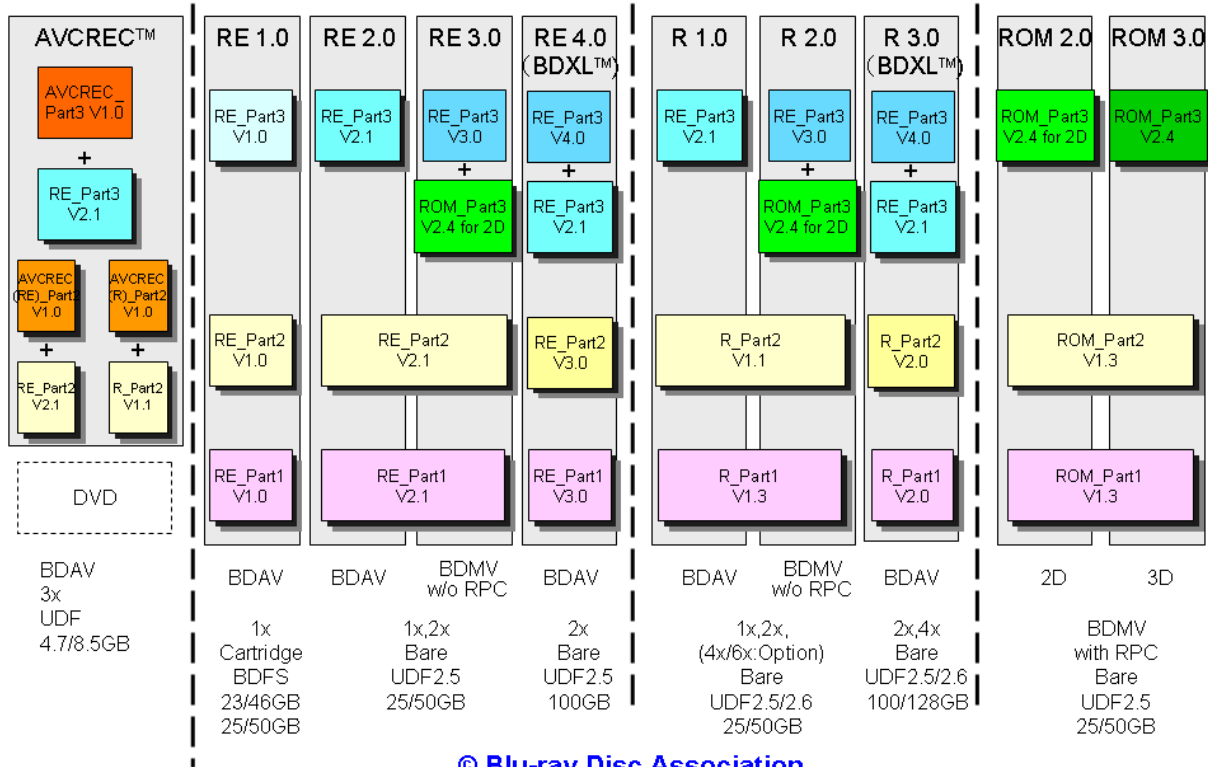 AVCREC™
AVCREC_
Part3 V1.0
+
RE_Part3
V2.1
AVCREC
(RE)_Part2
V1.0
AVCREC
(R)_Part2
V1.0
+
+
RE_Part2
V2.1
R_Part2
V1.1
DVD
BDAV
3x
UDF
4.7/8.5GB
RE 1.0
RE_Part3
V1.0
RE_Part2
V1.0
RE_Part1
V1.0
BDAV
1x
Cartridge
BDFS
23/46GB
25/50GB
RE 2.0
RE 3.0
RE_Part3
V2.1
RE_Part3
V3.0
+
ROM_Part3
V2.4 for 2D
RE_Part2
V2.1
RE_Part1
V2.1
BDAV
BDMV
w/o RPC
1x,2x
Bare
UDF2.5
25/50GB
RE 4.0
(BDXL™)
RE_Part3
V4.0
+
RE_Part3
V2.1
RE_Part2
V3.0
RE_Part1
V3.0
BDAV
2x
Bare
UDF2.5
100GB
R 1.0
R 2.0
RE_Part3
V2.1
RE_Part3
V3.0
+
ROM_Part3
V2.4 for 2D
R_Part2
V1.1
R_Part1
V1.3
BDAV
BDMV
w/o RPC
1x,2x,
(4x/6x:Option)
Bare
UDF2.5/2.6
25/50GB
R 3.0
(BDXL™)
RE_Part3
V4.0
+
RE_Part3
V2.1
R_Part2
V2.0
R_Part1
V2.0
BDAV
2x,4x
Bare
UDF2.5/2.6
100/128GB
ROM 2.0
ROM 3.0
ROM_Part3
V2.4 for 2D
ROM_Part3
V2.4
ROM_Part2
V1.3
ROM_Part1
V1.3
2D
3D
BDMV
with RPC
Bare
UDF2.5
25/50GB
© Blu-ray Disc Association